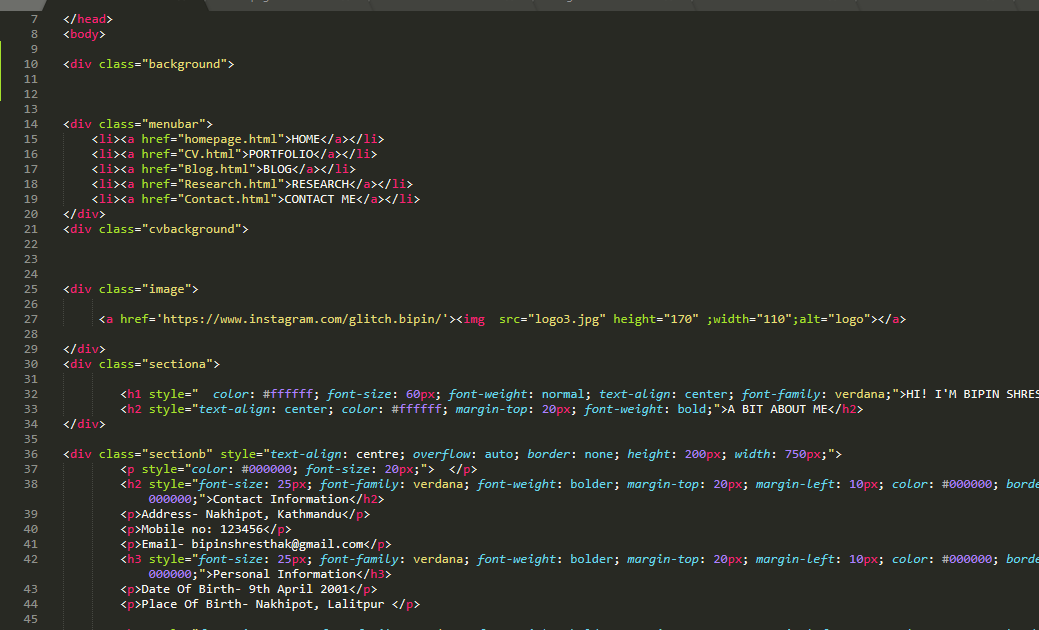 7 </head>
8 <body>
9
10 <div class="background">
11
12
13
14 <div class="menubar">
15 <li><a href="homepage.html">HOME</a></li>
16 <li><a href="CV.html">PORTFOLIO</a></li>
17 <li><a href="Blog.html">BLOG</a></li>
18 <li><a href="Research.html">RESEARCH</a></li>
19 <li><a href="Contact.html">CONTACT ME</a></li>
20 </div>
21 <div class="cvbackground">
22
23
24
25 <div class="image">
26
27 <a href='https://www.instagram.com/glitch.bipin/'><img  src="logo3.jpg" height="170" ;width="110";alt="logo"></a>
28
29 </div>
30 <div class="sectiona">
31
32 <h1 style="  color: #ffffff; font-size: 60px; font-weight: normal; text-align: center; font-family: verdana;">HI! I'M BIPIN SHRES
33 <h2 style="text-align: center; color: #ffffff; margin-top: 20px; font-weight: bold;">A BIT ABOUT ME</h2>
34 </div>
35
36 <div class="sectionb" style="text-align: centre; overflow: auto; border: none; height: 200px; width: 750px;">
37 <p style="color: #000000; font-size: 20px;">  </p>
38 <h2 style="font-size: 25px; font-family: verdana; font-weight: bolder; margin-top: 20px; margin-left: 10px; color: #000000; borde
000000;">Contact Information</h2>
39 <p>Address- Nakhipot, Kathmandu</p>
40 <p>Mobile no: 123456</p>
41 <p>Email- bipinshresthak@gmail.com</p>
42 <h3 style="font-size: 25px; font-family: verdana; font-weight: bolder; margin-top: 20px; margin-left: 10px; color: #000000; borde
000000;">Personal Information</h3>
43 <p>Date Of Birth- 9th April 2001</p>
44 <p>Place Of Birth- Nakhipot, Lalitpur </p>
45